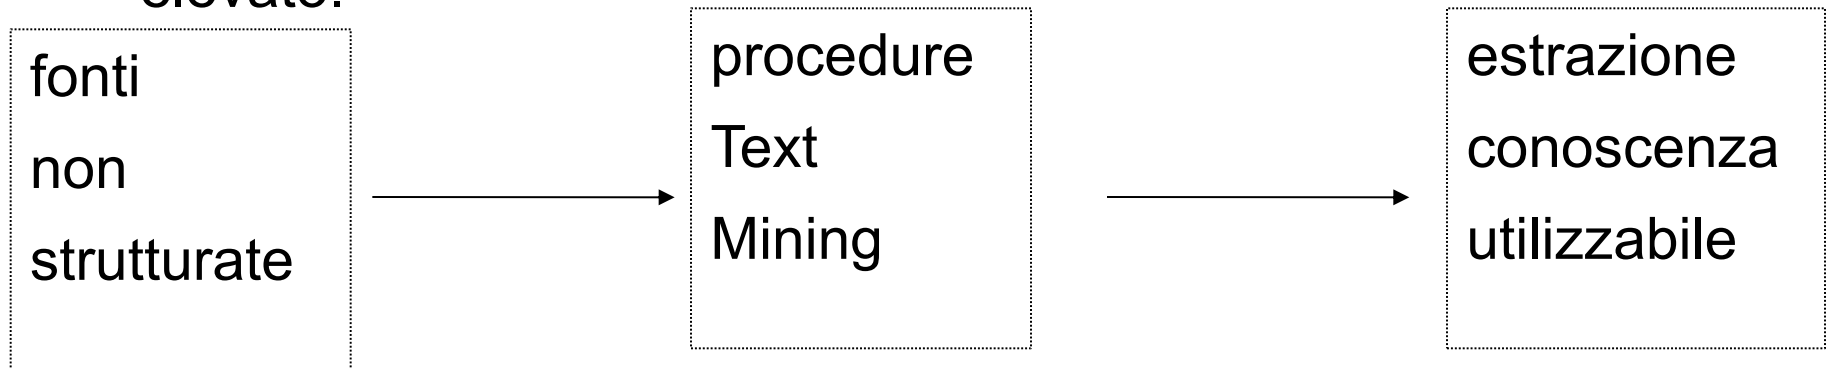 fonti
non
strutturate
procedure
Text
Mining
estrazione
conoscenza
utilizzabile